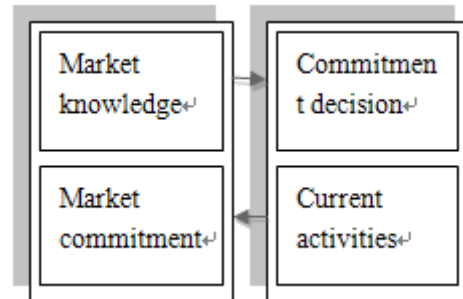 Market
knowledge↵
Commitmen
t decision↵
Market
commitment↵
Current
activities↵